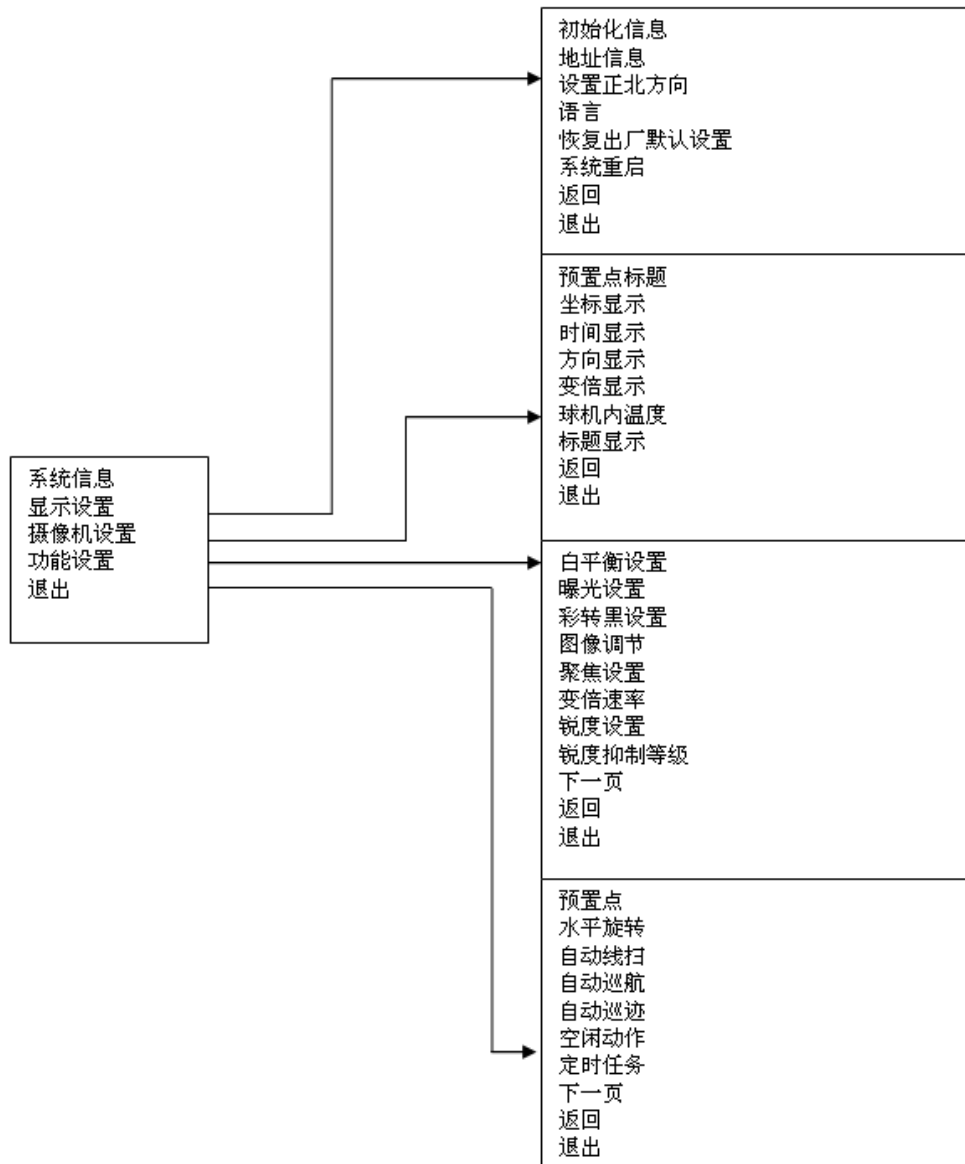 初始化信息
地址信息
设置正北方向
语言
恢复出厂默认设置
系统重启
返回
退出
预置点标题
坐标显示
时间显示
方向显示
变倍显示
球机内温度
标题显示
返回
退出
系统信息
显示设置
摄像机设置
功能设置
退出
白平衡设置
曝光设置
彩转黑设置
图像调节
聚焦设置
变倍速率
锐度设置
锐度抑制等级
下一页
返回
退出
预置点
水平旋转
自动线扫
自动巡航
自动巡迹
空闲动作
定时任务
下一页
返回
退出